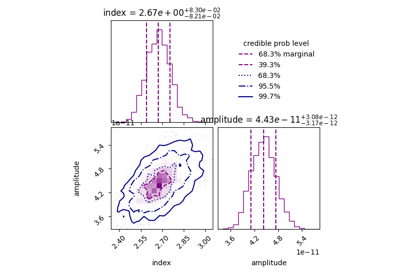 index = 2.67e+00 +8.30e−02 −8.21e−02
credible prob level
68.3% marginal
39.3%
68.3%
95.5%
99.7%
amplitude = 4.43e−11 +3.08e−12 −3.17e−12
1e−11
5.4
4.8
4.2
3.6
amplitude
2.40
2.55
2.70
2.85
3.00
index
3.6
4.2
4.8
5.4
1e−11
amplitude